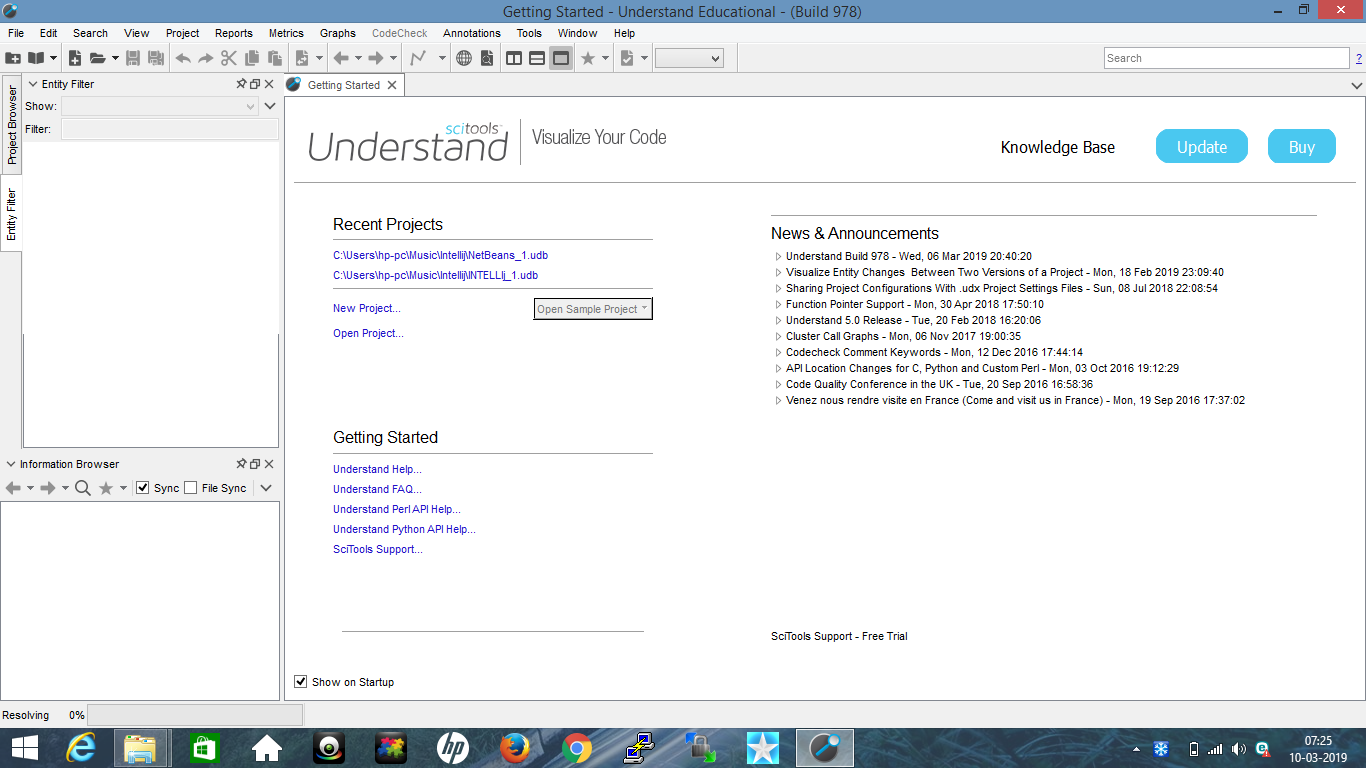 Getting Started - Understand Educational - (Build 978)
File Edit Search View Project Reports Metrics Graphs CodeCheck Annotations Tools Window Help
Search
?
Project Browser
Entity Filter
Entity Filter
Show:
Filter:
Getting Started
scitools™
Understand
Visualize Your Code
Knowledge Base
Update
Buy
Recent Projects
C:\Users\hp-pc\Music\Intellij\NetBeans_1.udb
C:\Users\hp-pc\Music\Intellij\INTELLIj_1.udb
New Project...
Open Sample Project
Open Project...
Getting Started
Understand Help...
Understand FAQ...
Understand Perl API Help...
Understand Python API Help...
SciTools Support...
Show on Startup
News & Announcements
Understand Build 978 - Wed, 06 Mar 2019 20:40:20
Visualize Entity Changes  Between Two Versions of a Project - Mon, 18 Feb 2019 23:09:40
Sharing Project Configurations With .udx Project Settings Files - Sun, 08 Jul 2018 22:08:54
Function Pointer Support - Mon, 30 Apr 2018 17:50:10
Understand 5.0 Release - Tue, 20 Feb 2018 16:20:06
Cluster Call Graphs - Mon, 06 Nov 2017 19:00:35
Codecheck Comment Keywords - Mon, 12 Dec 2016 17:44:14
API Location Changes for C, Python and Custom Perl - Mon, 03 Oct 2016 19:12:29
Code Quality Conference in the UK - Tue, 20 Sep 2016 16:58:36
Venez nous rendre visite en France (Come and visit us in France) - Mon, 19 Sep 2016 17:37:02
SciTools Support - Free Trial
Information Browser
Sync File Sync
Resolving 0%
hp
07:25
10-03-2019